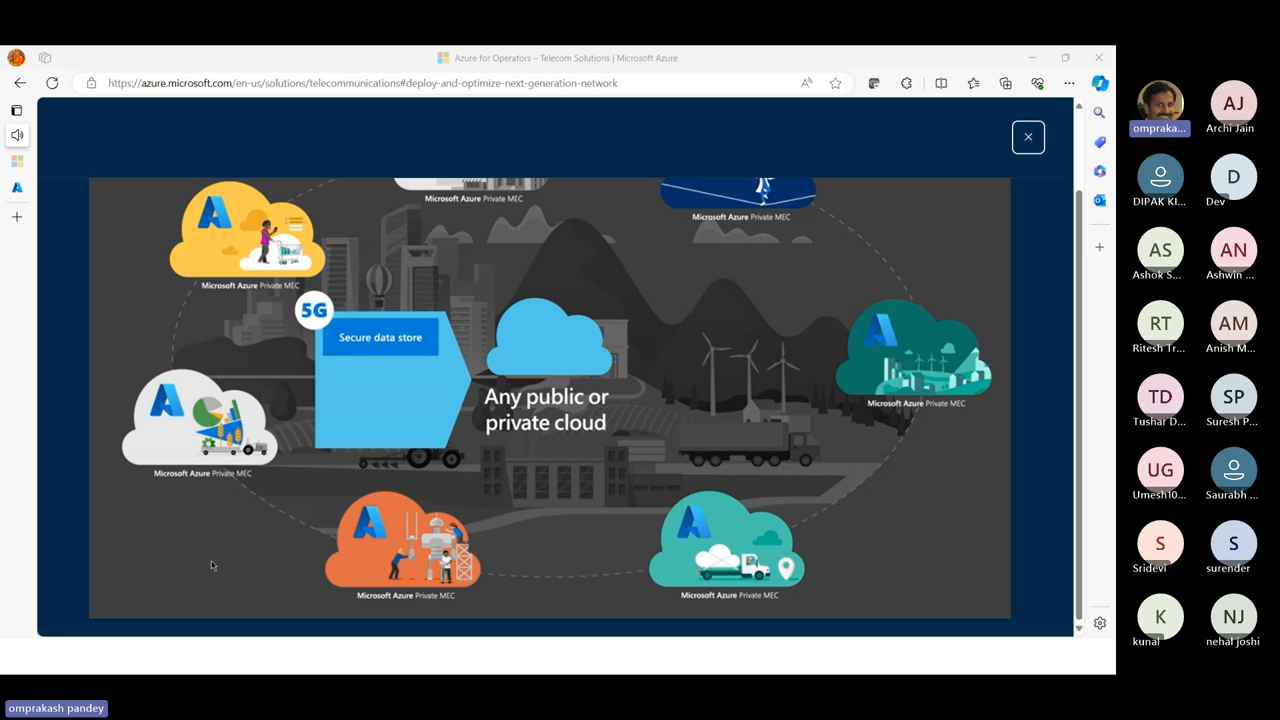 Azure for Operators – Telecom Solutions | Microsoft Azure
https://azure.microsoft.com/en-us/solutions/telecommunications#deploy-and-optimize-next-generation-network
Microsoft Azure Private MEC
Microsoft Azure Private MEC
Microsoft Azure Private MEC
5G
Secure data store
Any public or
private cloud
Microsoft Azure Private MEC
Microsoft Azure Private MEC
Microsoft Azure Private MEC
Microsoft Azure Private MEC
omprakash pandey
ompraka...
AJ
Archi Jain
DIPAK KI...
D
Dev
AS
Ashok S...
AN
Ashwin ...
RT
Ritesh Tr...
AM
Anish M...
TD
Tushar D...
SP
Suresh P...
UG
Umesh10...
Saurabh ...
S
Sridevi
S
surender
K
kunal
NJ
nehal joshi